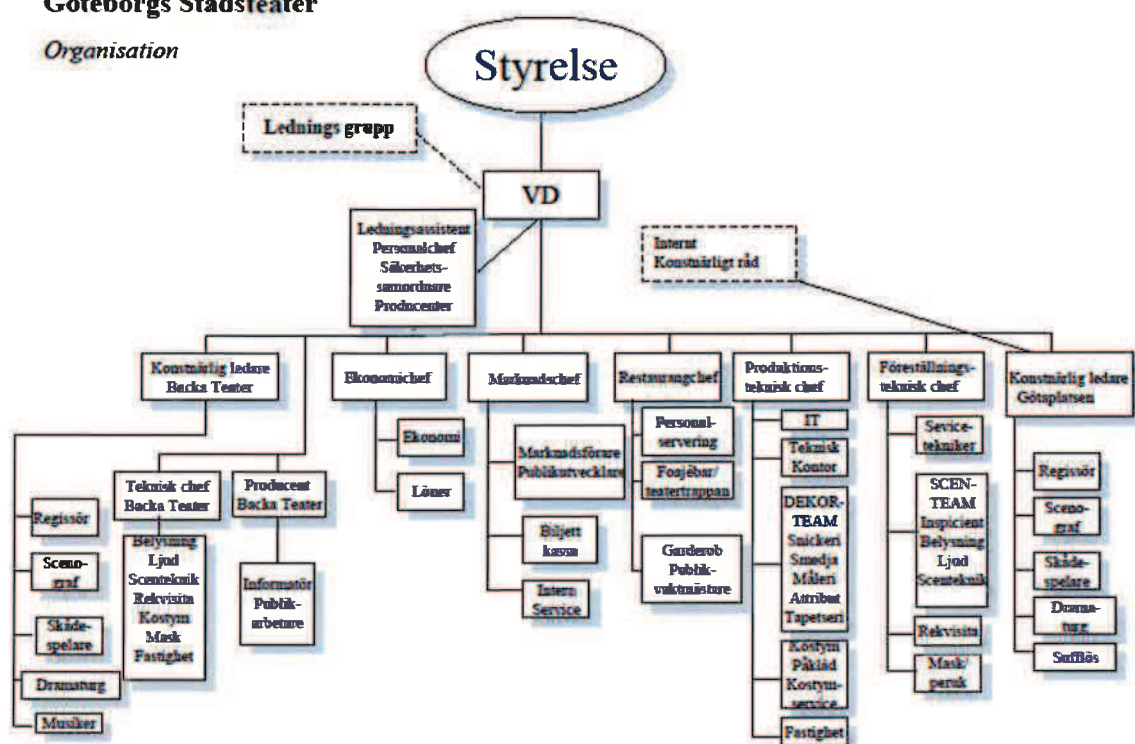 Göteborgs Stadsteater
Organisation
Styrelse
Lednings grupp
VD
Ledningsassistent
Personalchef
Säkerhets-
samordnare
Producenter
Internt
Konstnärligt råd
Konstnärlig ledare
Backa Teater
Ekonomichef
Marknadschef
Restaurangchef
Produktions-
teknisk chef
Föreställnings-
teknisk chef
Konstnärlig ledare
Götaplatsen
Regissör
Sceno-
graf
Skåde-
spelare
Dramaturg
Musiker
Teknisk chef
Backa Teater
Belysning
Ljud
Scenteknik
Rekvisita
Kostym
Mask
Fastighet
Producent
Backa Teater
Informatör
Publik-
arbetare
Ekonomi
Löner
Marknadsförare
Publikutvecklare
Biljett
kassa
Intern
Service
Personal-
servering
Foajébar/
teatertrappan
Garderob
Publik-
vaktmästare
IT
Teknisk
Kontor
DEKOR-
TEAM
Snickeri
Smedja
Måleri
Attribut
Tapetseri
Kostym
Påkläd
Kostym-
service
Fastighet
Sevice-
tekniker
SCEN-
TEAM
Inspicient
Belysning
Ljud
Scenteknik
Rekvisita
Mask/
peruk
Regissör
Sceno-
graf
Skåde-
spelare
Drama-
turg
Sufflös